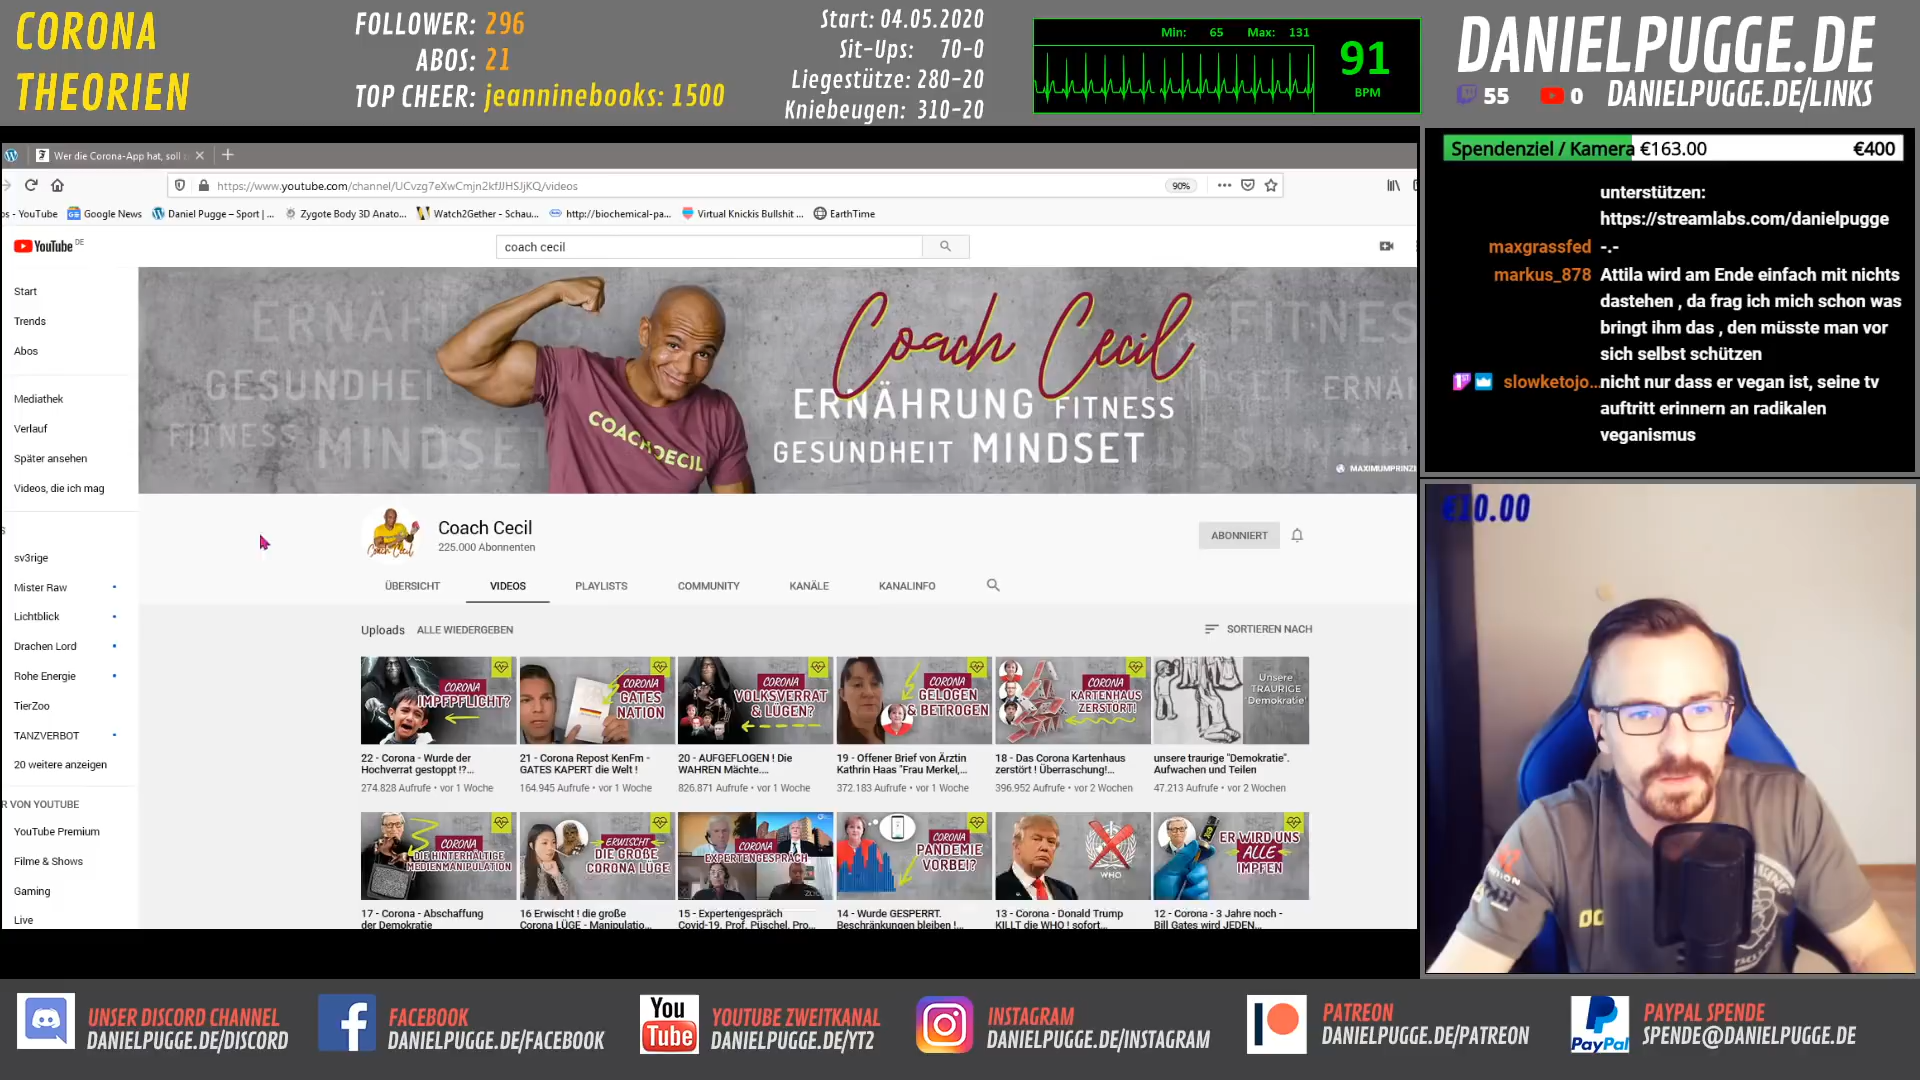 CORONA
THEORIEN
FOLLOWER: 296
ABOS: 21
TOP CHEER: jeanninebooks: 1500
Start: 04.05.2020
Sit-Ups: 70-0
Liegestütze: 280-20
Kniebeugen: 310-20
Min: 65 Max: 131
91
BPM
DANIELPUGGE.DE
55 0 DANIELPUGGE.DE/LINKS
Wer die Corona-App hat, soll
https://www.youtube.com/channel/UCvzg7eXwCmjn2kfJJHSJjKQ/videos
90%
os - YouTube Google News Daniel Pugge – Sport | ... Zygote Body 3D Anato... Watch2Gether - Schau... http://biochemical-pa... Virtual Knickis Bullshit ... EarthTime
YouTube DE
coach cecil
Start
Trends
Abos
Mediathek
Verlauf
Später ansehen
Videos, die ich mag
S
sv3rige
Mister Raw
Lichtblick
Drachen Lord
Rohe Energie
TierZoo
TANZVERBOT
20 weitere anzeigen
R VON YOUTUBE
YouTube Premium
Filme & Shows
Gaming
Live
ERNÄHRUNG
GESUNDHEI
FITNESS
MINDSET
COACHCECIL
Coach Cecil
ERNÄHRUNG FITNESS
GESUNDHEIT MINDSET
FITNESS
ERNÄ
MAXIMUMPRINZI
Coach Cecil
Coach Cecil
225.000 Abonnenten
ABONNIERT
ÜBERSICHT VIDEOS PLAYLISTS COMMUNITY KANÄLE KANALINFO
Uploads ALLE WIEDERGEBEN
SORTIEREN NACH
CORONA
IMPFPFLICHT?
22 - Corona - Wurde der
Hochverrat gestoppt !?...
274.828 Aufrufe • vor 1 Woche
CORONA
GATES
NATION
21 - Corona Repost KenFm -
GATES KAPERT die Welt !
164.945 Aufrufe • vor 1 Woche
CORONA
VOLKSVERRAT
& LÜGEN?
20 - AUFGEFLOGEN ! Die
WAHREN Mächte....
826.871 Aufrufe • vor 1 Woche
CORONA
GELOGEN
& BETROGEN
19 - Offener Brief von Ärztin
Kathrin Haas "Frau Merkel,...
372.183 Aufrufe • vor 1 Woche
CORONA
KARTENHAUS
ZERSTÖRT!
18 - Das Corona Kartenhaus
zerstört ! Überraschung!...
396.952 Aufrufe • vor 2 Wochen
Unsere
TRAURIGE
Demokratie!
unsere traurige "Demokratie".
Aufwachen und Teilen
47.213 Aufrufe • vor 2 Wochen
CORONA
DIE HINTERHÄLTIGE
MEDIENMANIPULATION
17 - Corona - Abschaffung
der Demokratie
ERWISCHT
DIE GROßE
CORONA LÜGE
16 Erwischt ! die große
Corona LÜGE - Manipulatio...
CORONA
EXPERTENGESPRÄCH
15 - Expertengespräch
Covid-19. Prof. Püschel, Pro...
CORONA
PANDEMIE
VORBEI?
14 - Wurde GESPERRT.
Beschränkungen bleiben !...
WHO
13 - Corona - Donald Trump
KILLT die WHO ! sofort...
ER WIRD UNS
ALLE
IMPFEN
12 - Corona - 3 Jahre noch -
Bill Gates wird JEDEN...
Spendenziel / Kamera €163.00 €400
unterstützen:
https://streamlabs.com/danielpugge
maxgrassfed -.-
markus_878 Attila wird am Ende einfach mit nichts
dastehen , da frag ich mich schon was
bringt ihm das , den müsste man vor
sich selbst schützen
slowketojo... nicht nur dass er vegan ist, seine tv
auftritt erinnern an radikalen
veganismus
€10.00
UNSER DISCORD CHANNEL
DANIELPUGGE.DE/DISCORD
FACEBOOK
DANIELPUGGE.DE/FACEBOOK
You
Tube
YOUTUBE ZWEITKANAL
DANIELPUGGE.DE/YT2
INSTAGRAM
DANIELPUGGE.DE/INSTAGRAM
PATREON
DANIELPUGGE.DE/PATREON
PayPal
PAYPAL SPENDE
SPENDE@DANIELPUGGE.DE